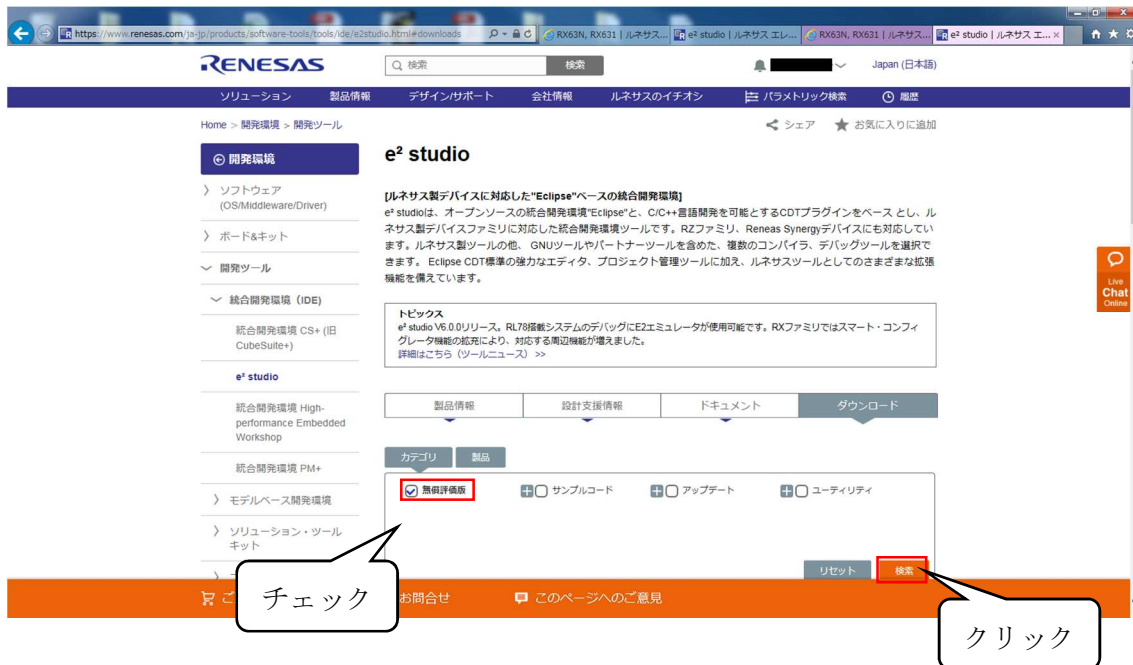 https://www.renesas.com/ja-jp/products/software-tools/tools/ide/e2studio.html#downloads
RX63N, RX631 | ルネサス...
e² studio | ルネサス エレ...
RX63N, RX631 | ルネサス...
e² studio | ルネサス エ...
RENESAS
検索
検索
Japan (日本語)
ソリューション 製品情報 デザイン/サポート 会社情報 ルネサスのイチオシ パラメトリック検索 履歴
Home > 開発環境 > 開発ツール
シェア お気に入りに追加
開発環境
ソフトウェア
(OS/Middleware/Driver)
ボード&キット
開発ツール
統合開発環境 (IDE)
統合開発環境 CS+ (旧
CubeSuite+)
e² studio
統合開発環境 High-
performance Embedded
Workshop
統合開発環境 PM+
モデルベース開発環境
ソリューション・ツール
キット
e² studio
[ルネサス製デバイスに対応した"Eclipse"ベースの統合開発環境]
e² studioは、オープンソースの統合開発環境"Eclipse"と、C/C++言語開発を可能とするCDTプラグインをベース とし、ル
ネサス製デバイスファミリに対応した統合開発環境ツールです。RZファミリ、Reneas Synergyデバイスにも対応してい
ます。ルネサス製ツールの他、 GNUツールやパートナーツールを含めた、複数のコンパイラ、デバッグツールを選択で
きます。 Eclipse CDT標準の強力なエディタ、プロジェクト管理ツールに加え、ルネサスツールとしてのさまざまな拡張
機能を備えています。
トピックス
e² studio V6.0.0リリース。RL78搭載システムのデバッグにE2エミュレータが使用可能です。RXファミリではスマート・コンフィ
グレータ機能の拡充により、対応する周辺機能が増えました。
詳細はこちら（ツールニュース）>>
製品情報 設計支援情報 ドキュメント ダウンロード
カテゴリ 製品
無償評価版 サンプルコード アップデート ユーティリティ
リセット 検索
Live
Chat
Online
お問合せ このページへのご意見
チェック
クリック